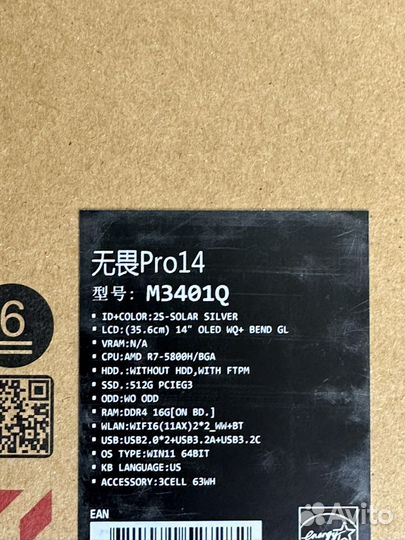 无畏Pro14
型号: M3401Q
• ID+COLOR:2S-SOLAR SILVER
• LCD:(35.6cm) 14" OLED WQ+ BEND GL
• VRAM:N/A
• CPU:AMD R7-5800H/BGA
• HDD.:WITHOUT HDD,WITH FTPM
• SSD.:512G PCIEG3
• ODD:WO ODD
• RAM:DDR4 16G[ON BD.]
• WLAN:WIFI6(11AX)2*2_WW+BT
• USB:USB2.0*2+USB3.2A+USB3.2C
• OS TYPE:WIN11 64BIT
• KB LANGUAGE:US
• ACCESSORY:3CELL 63WH
6
EAN
energy
Avito